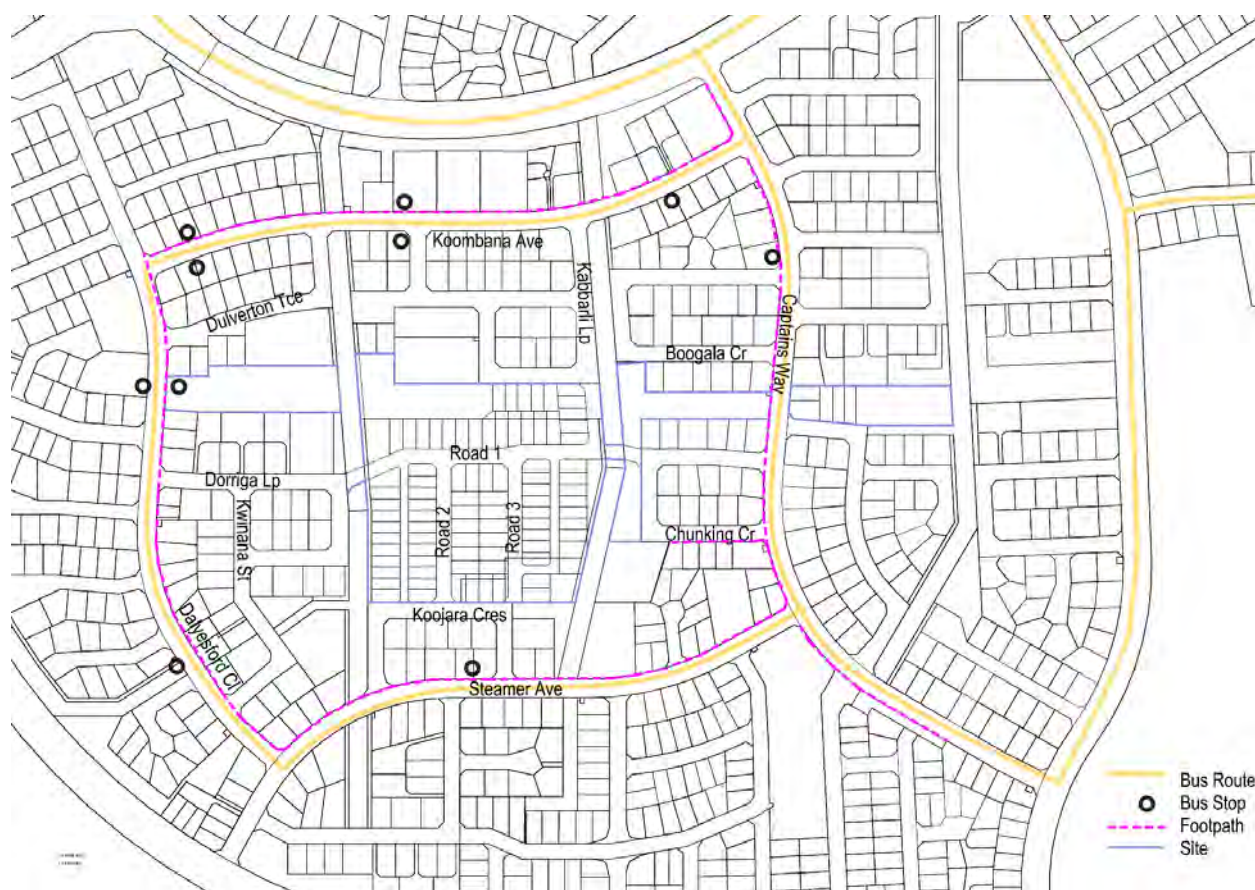 Koombana Ave
Kabbarli Lp
Dulverton Tce
Captains Way
Boogala Cr
Road 1
Dorriga Lp
Kwinana St
Road 2
Road 3
Chunking Cr
Koojara Cres
Dalyesford Cl
Steamer Ave
Bus Route
Bus Stop
Footpath
Site